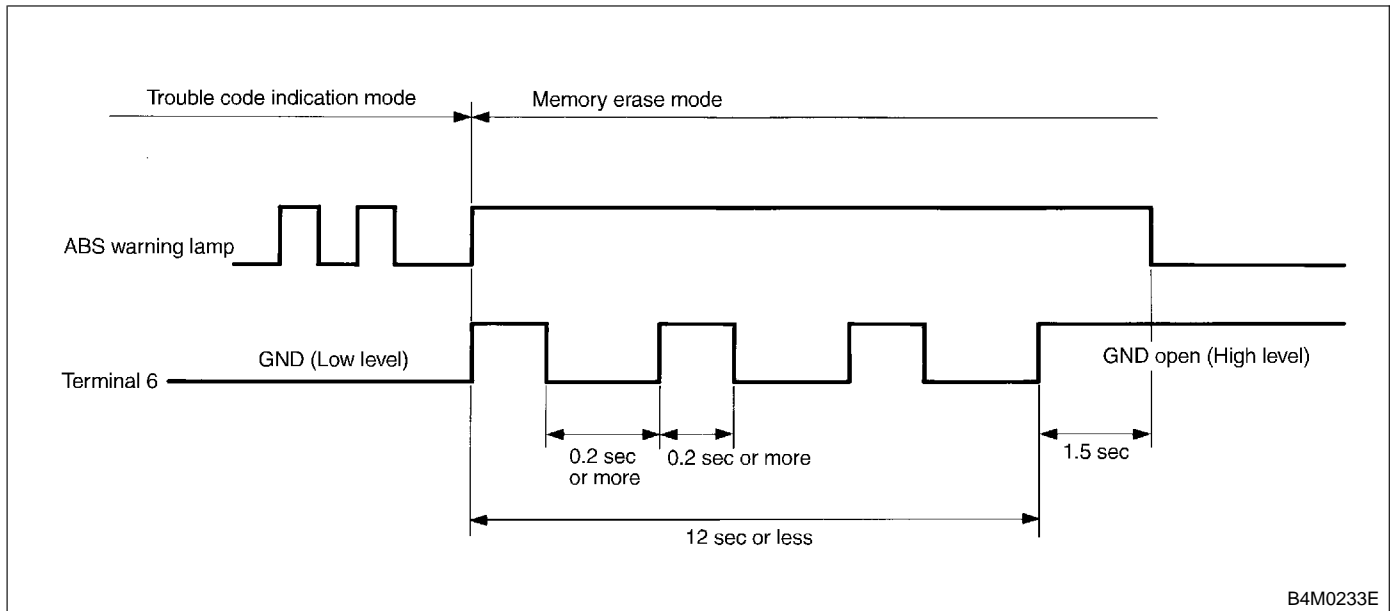 Trouble code indication mode
Memory erase mode
ABS warning lamp
GND (Low level)
GND open (High level)
Terminal 6
0.2 sec
or more
0.2 sec or more
1.5 sec
12 sec or less
B4M0233E